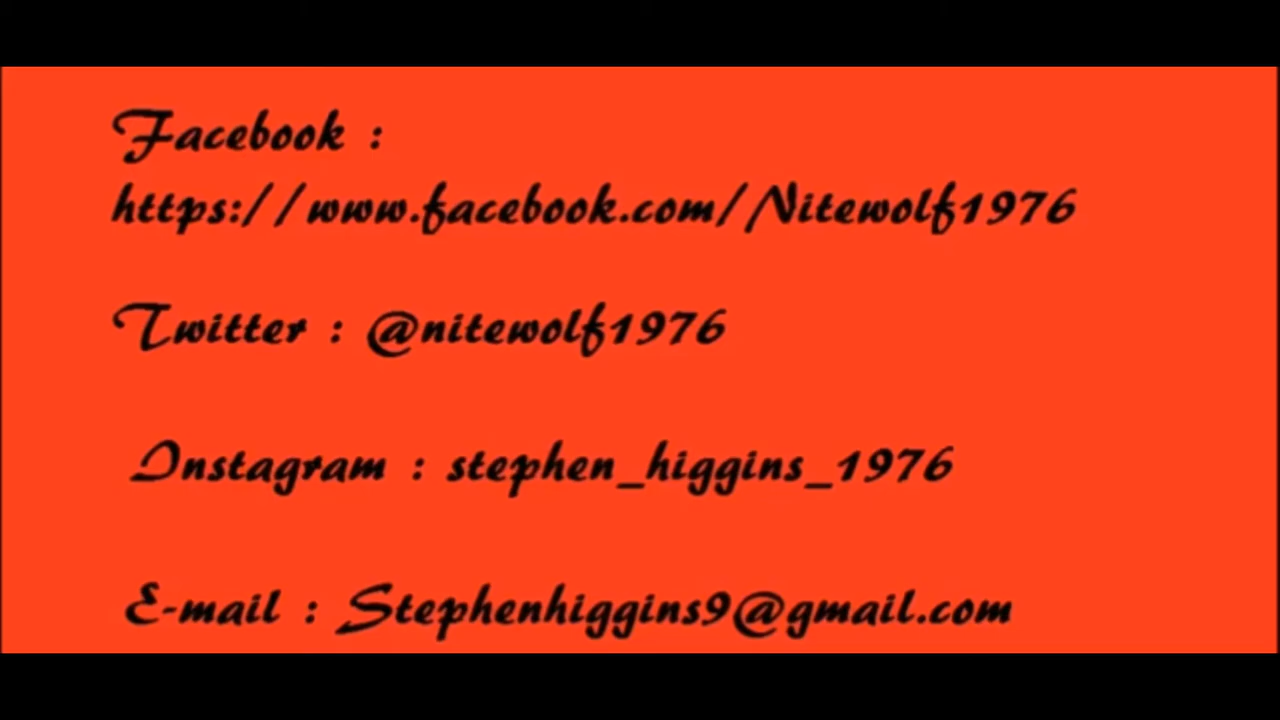 Facebook :
https://www.facebook.com/Nitewolf1976
Twitter : @nitewolf1976
Instagram : stephen_higgins_1976
E-mail : Stephenhiggins9@gmail.com